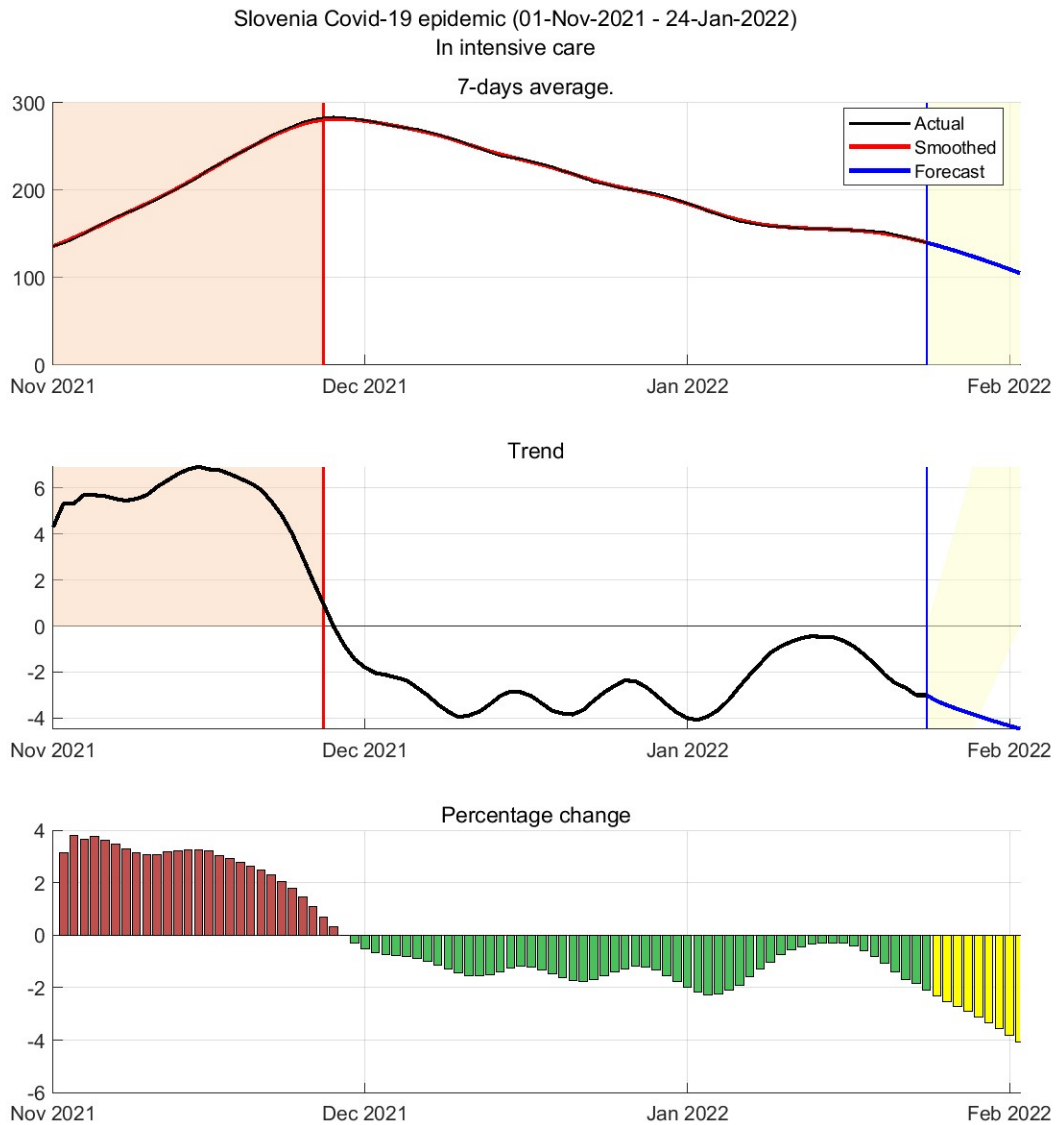 Slovenia Covid-19 epidemic (01-Nov-2021 - 24-Jan-2022)
In intensive care
7-days average.
300
200
100
0
Actual
Smoothed
Forecast
Nov 2021
Dec 2021
Jan 2022
Feb 2022
Trend
6
4
2
0
-2
-4
Nov 2021
Dec 2021
Jan 2022
Feb 2022
Percentage change
4
2
0
-2
-4
-6
Nov 2021
Dec 2021
Jan 2022
Feb 2022